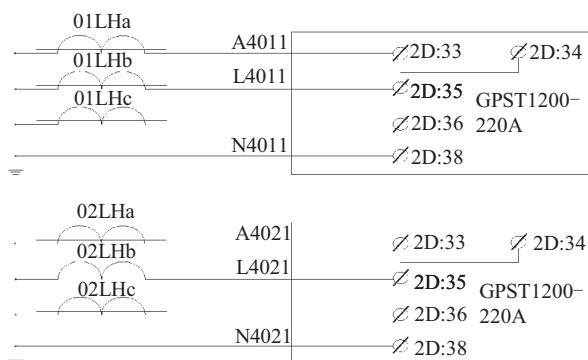 01LHa
A4011
2D:33
2D:34
01LHb
L4011
2D:35
GPST1200-
220A
01LHc
2D:36
N4011
2D:38
02LHa
A4021
2D:33
2D:34
02LHb
L4021
2D:35
GPST1200-
220A
02LHc
2D:36
N4021
2D:38